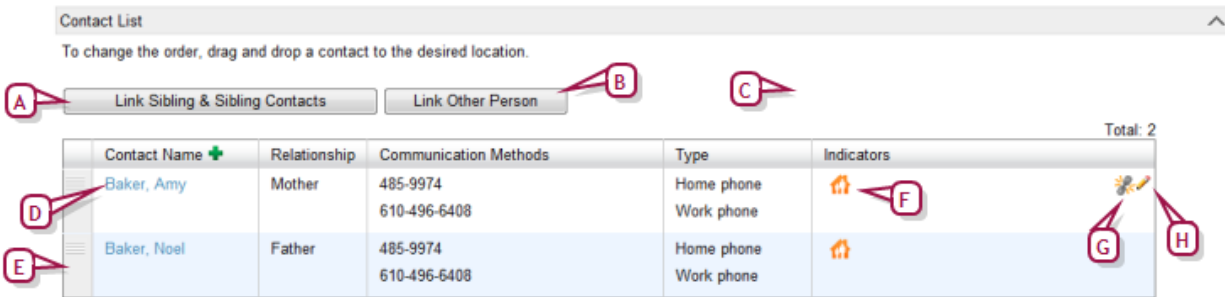 Contact List
To change the order, drag and drop a contact to the desired location.
A Link Sibling & Sibling Contacts Link Other Person B C
Total: 2
Contact Name Relationship Communication Methods Type Indicators
Baker, Amy Mother 485-9974 Home phone
D 610-496-6408 Work phone F G H
Baker, Noel Father 485-9974 Home phone
E 610-496-6408 Work phone